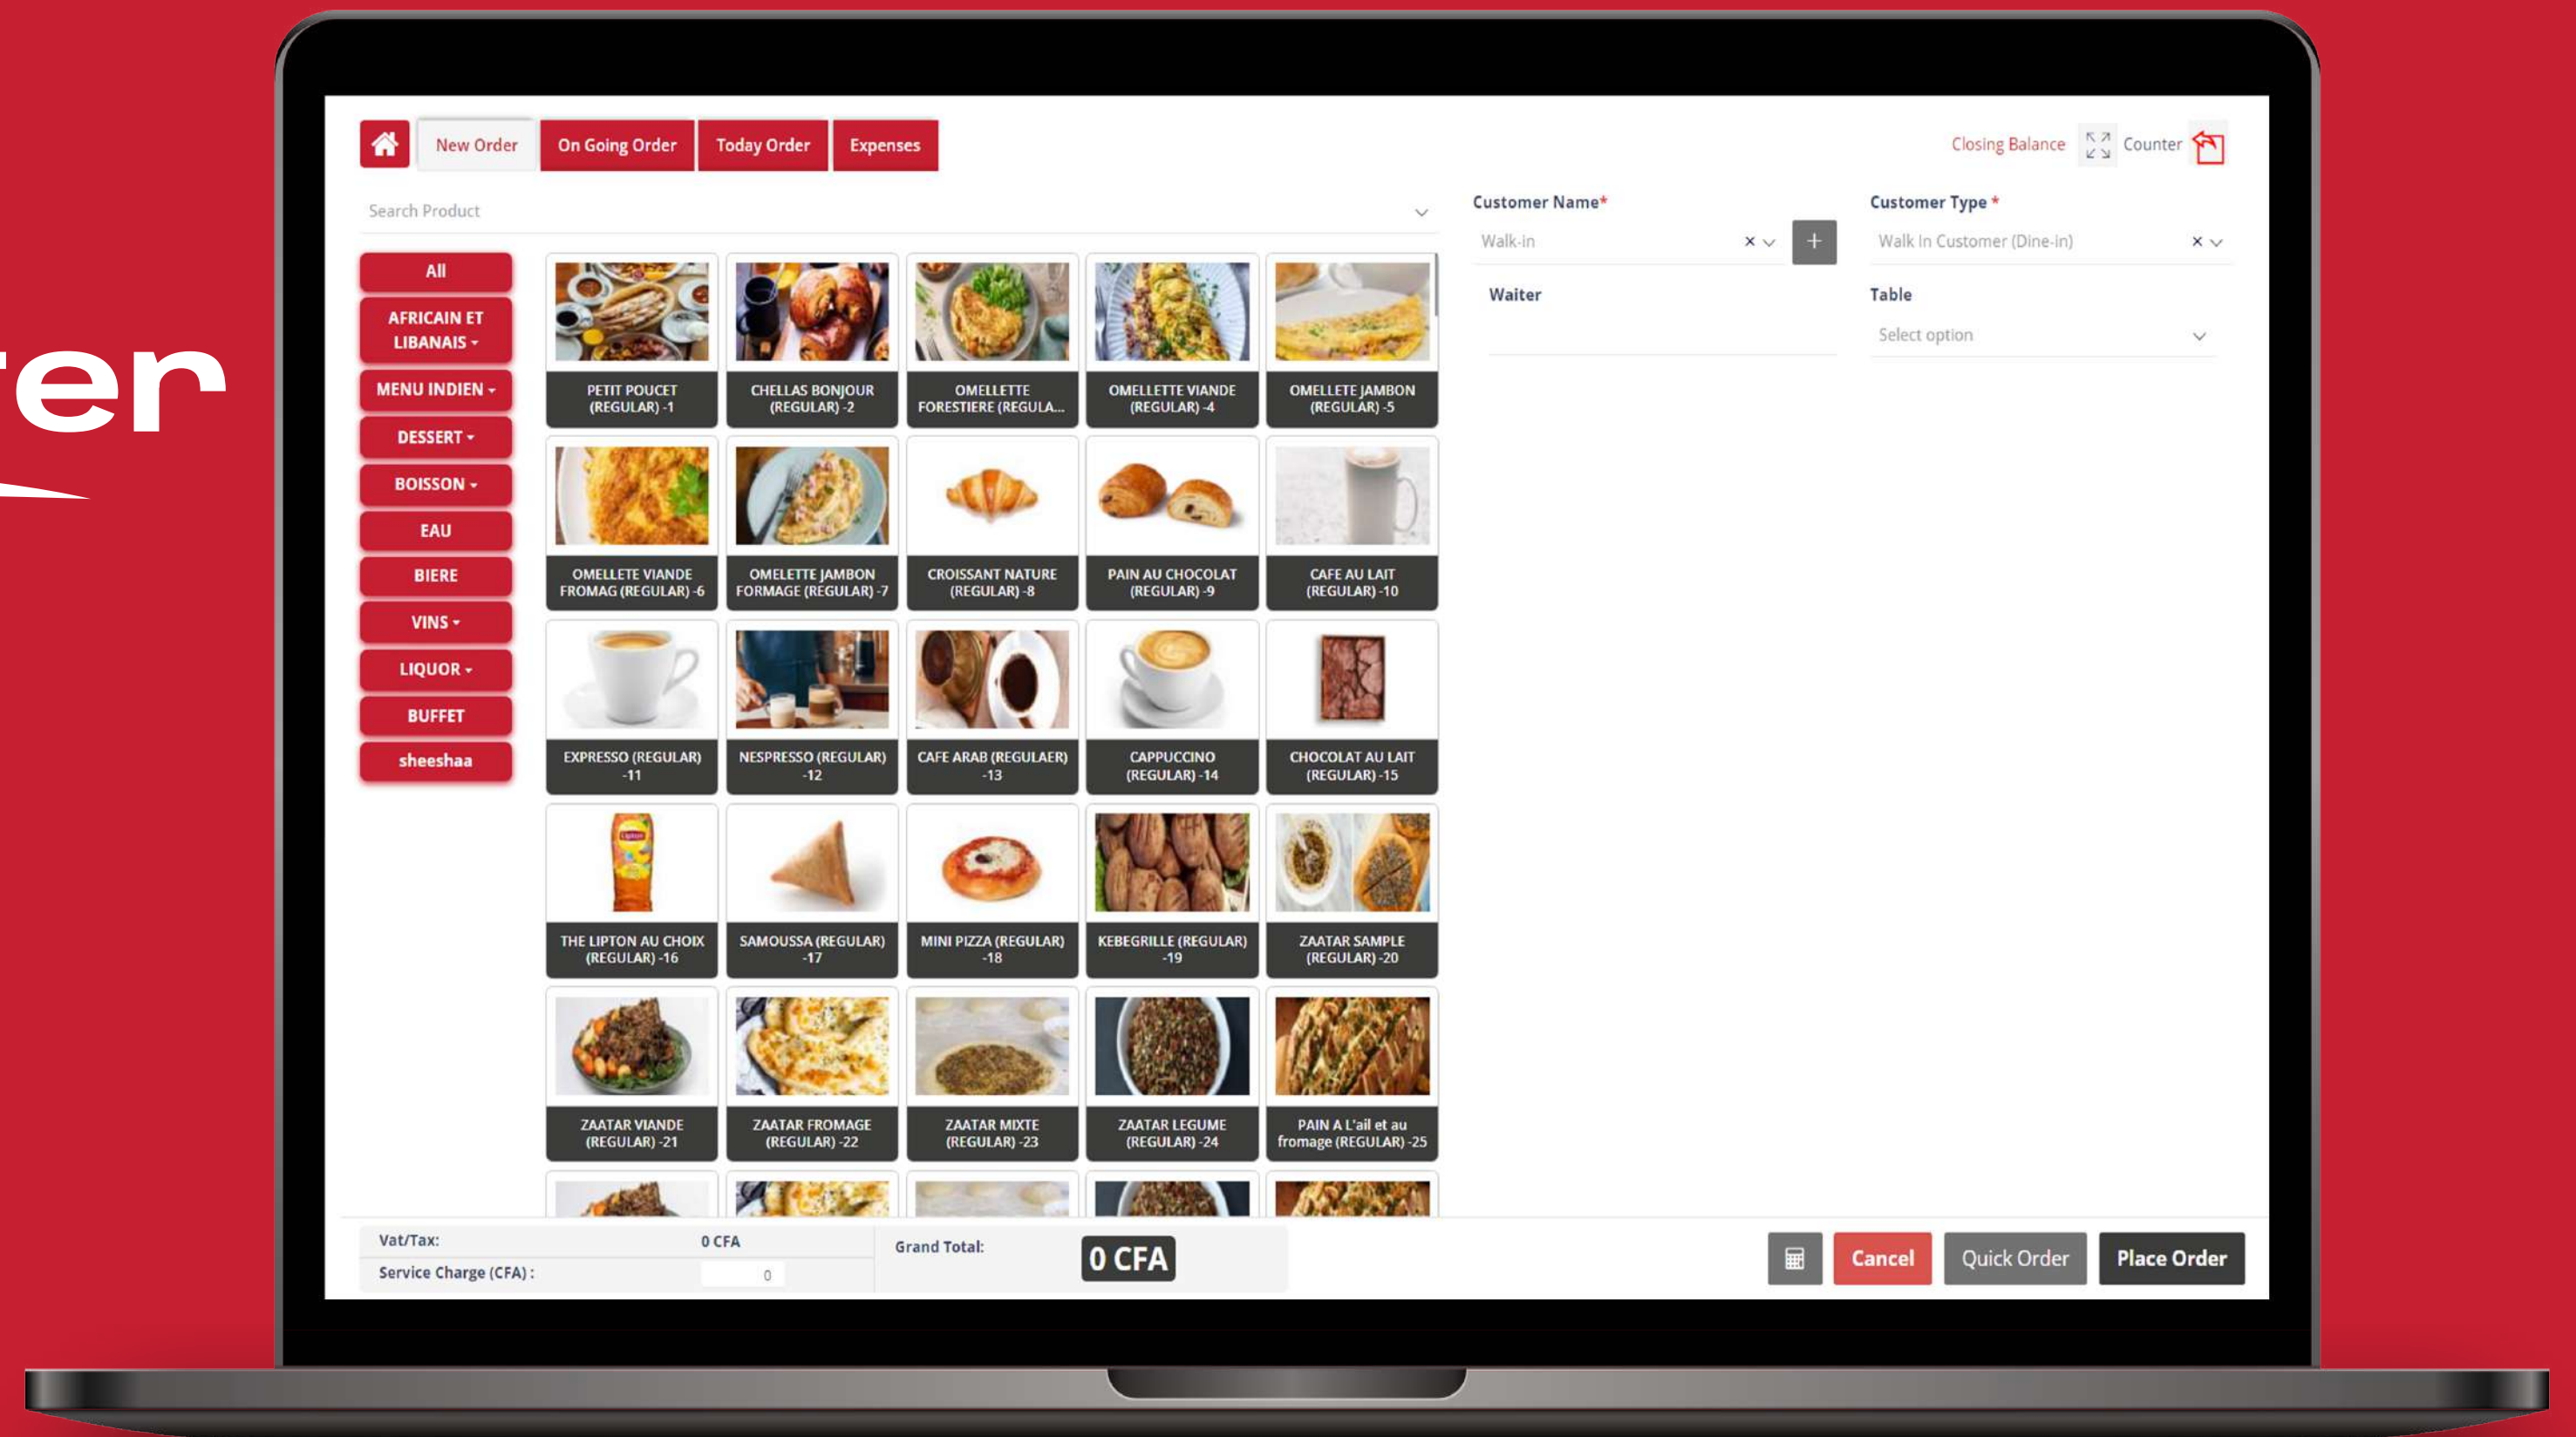 New Order
On Going Order
Today Order
Expenses
Closing Balance
Counter
Search Product
Customer Name*
Customer Type *
Walk-in
Walk In Customer (Dine-in)
Waiter
Table
Select option
All
AFRICAIN ET
LIBANAIS
MENU INDIEN
DESSERT
BOISSON
EAU
BIERE
VINS
LIQUOR
BUFFET
sheeshaa
PETIT POUCET
(REGULAR) -1
CHELLAS BONJOUR
(REGULAR) -2
OMELLETTE
FORESTIERE (REGULA...
OMELLETTE VIANDE
(REGULAR) -4
OMELLETE JAMBON
(REGULAR) -5
OMELLETE VIANDE
FROMAG (REGULAR) -6
OMELETTE JAMBON
FORMAGE (REGULAR) -7
CROISSANT NATURE
(REGULAR) -8
PAIN AU CHOCOLAT
(REGULAR) -9
CAFE AU LAIT
(REGULAR) -10
EXPRESSO (REGULAR)
-11
NESPRESSO (REGULAR)
-12
CAFE ARAB (REGULAER)
-13
CAPPUCCINO
(REGULAR) -14
CHOCOLAT AU LAIT
(REGULAR) -15
Lipton
THE LIPTON AU CHOIX
(REGULAR) -16
SAMOUSSA (REGULAR)
-17
MINI PIZZA (REGULAR)
-18
KEBEGRILLE (REGULAR)
-19
ZAATAR SAMPLE
(REGULAR) -20
ZAATAR VIANDE
(REGULAR) -21
ZAATAR FROMAGE
(REGULAR) -22
ZAATAR MIXTE
(REGULAR) -23
ZAATAR LEGUME
(REGULAR) -24
PAIN A L'ail et au
fromage (REGULAR) -25
Vat/Tax:
0 CFA
Service Charge (CFA) :
0
Grand Total:
0 CFA
Cancel
Quick Order
Place Order